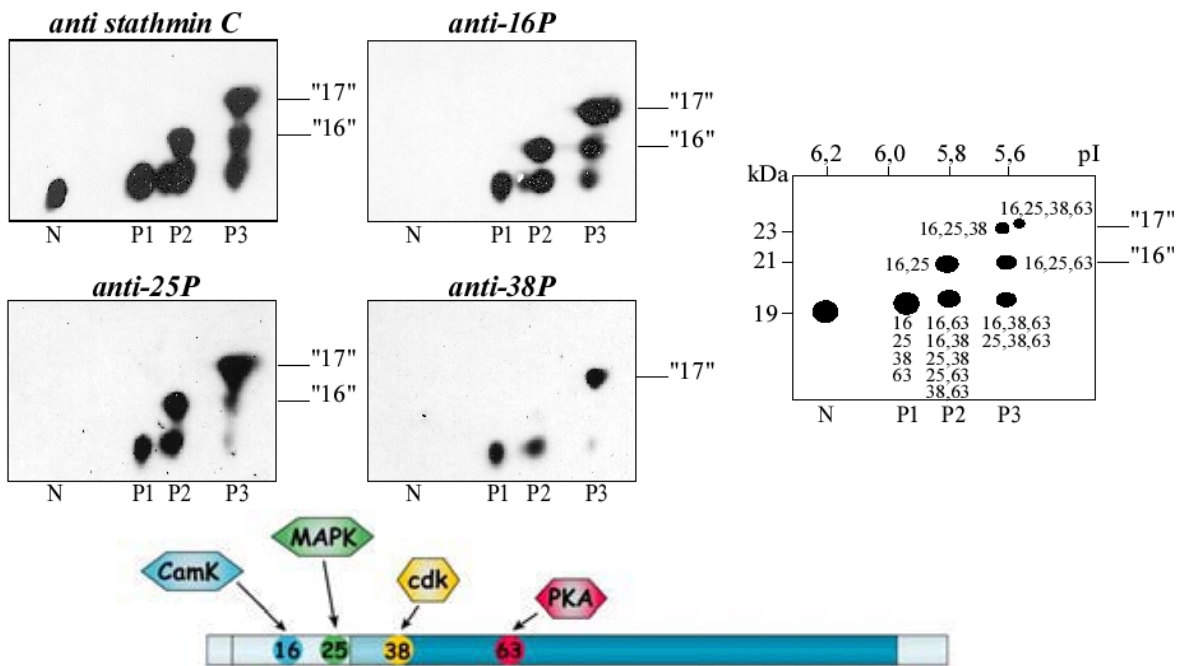 anti stathmin C
"17"
"16"
N P1 P2 P3
anti-16P
"17"
"16"
N P1 P2 P3
anti-25P
"17"
"16"
N P1 P2 P3
anti-38P
"17"
N P1 P2 P3
6,2 6,0 5,8 5,6 pI
kDa
16,25,38,63
23 16,25,38 "17"
21 16,25 16,25,63 "16"
19
16 16,63 16,38,63
25 16,38 25,38,63
38 25,38
63 25,63
38,63
N P1 P2 P3
MAPK
CamK
cdk
PKA
16 25 38 63